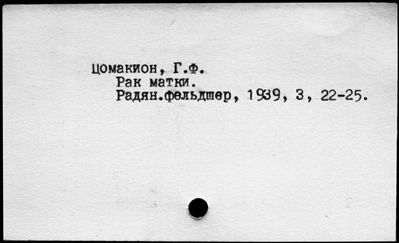 Цомакион, Г.Ф.
Рак матки.
Радян.фельдшер, 1939, 3, 22-25.